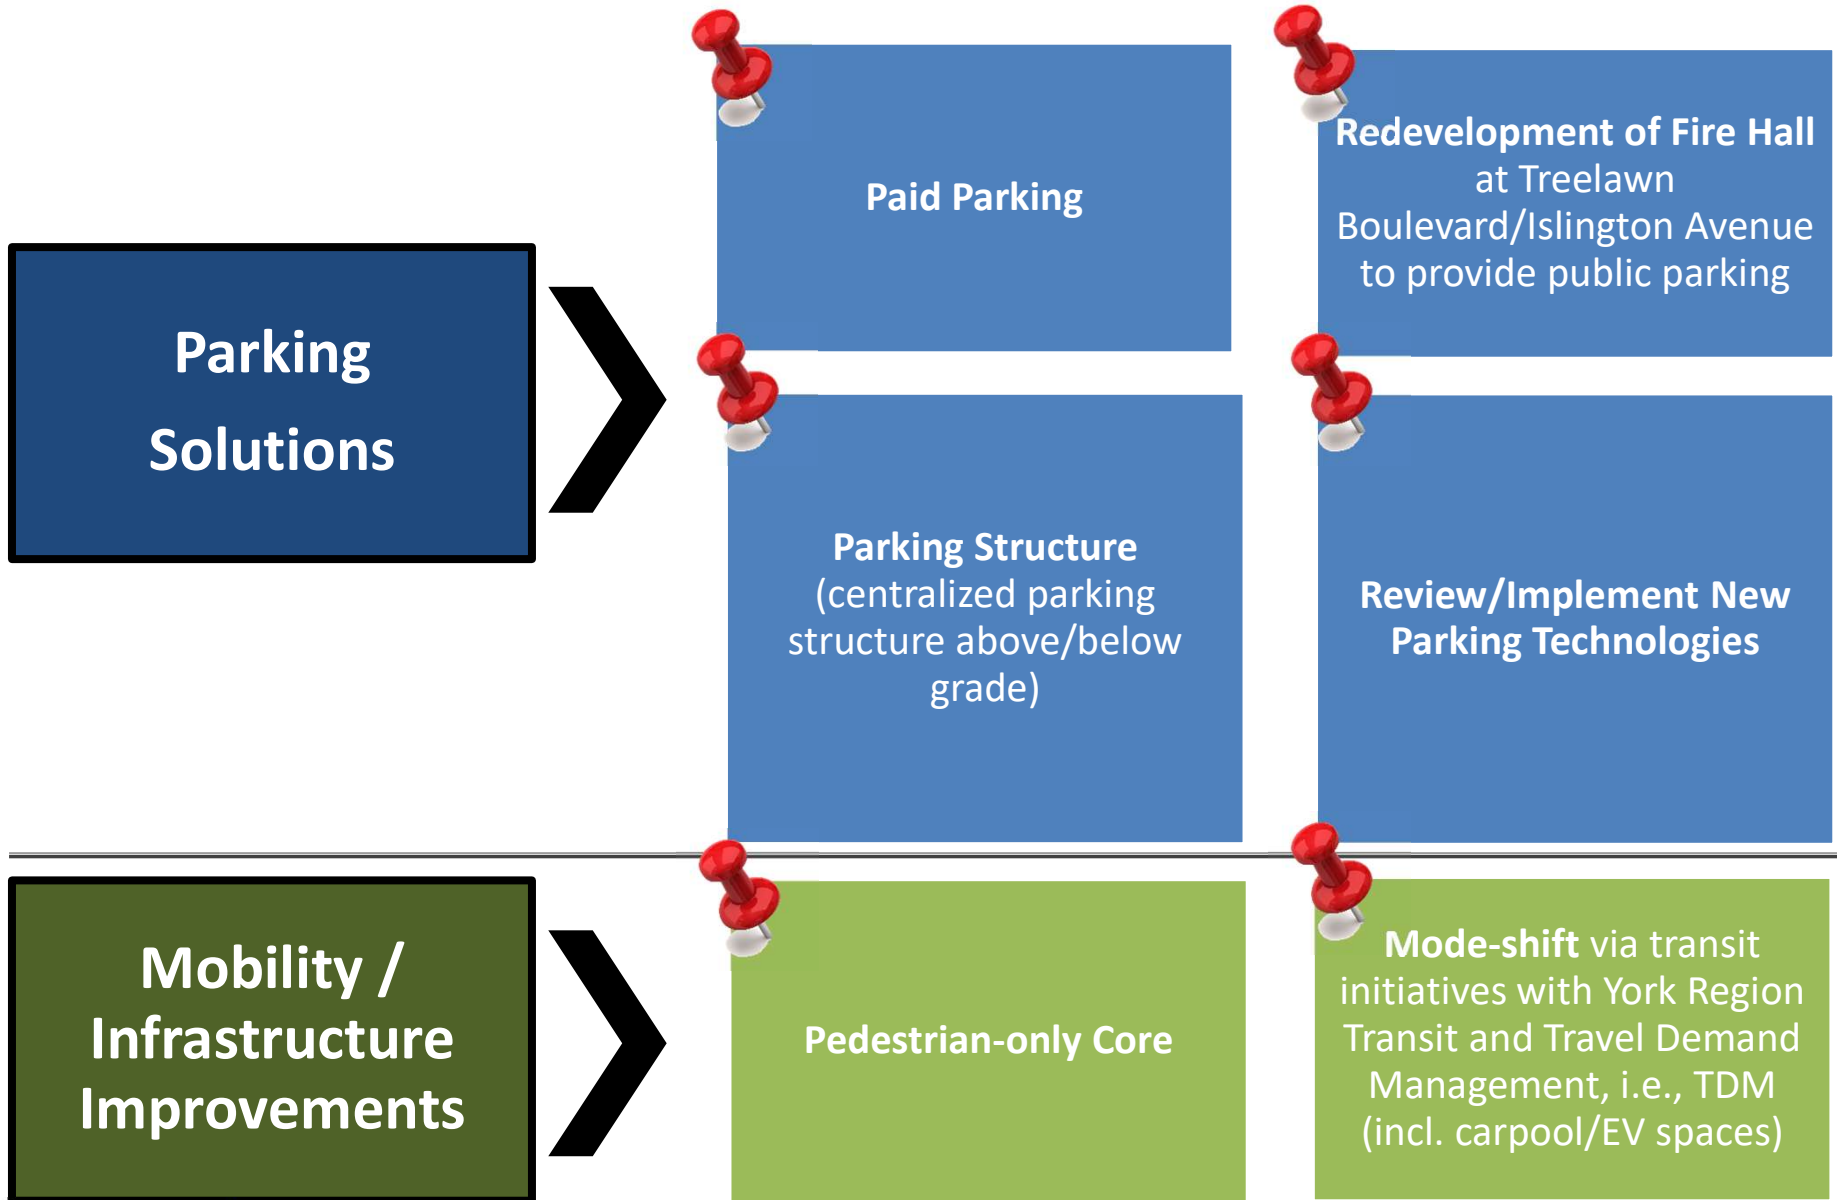 Parking
Solutions
Paid Parking
Redevelopment of Fire Hall
at Treelawn
Boulevard/Islington Avenue
to provide public parking
Parking Structure
(centralized parking
structure above/below
grade)
Review/Implement New
Parking Technologies
Mobility /
Infrastructure
Improvements
Pedestrian-only Core
Mode-shift via transit
initiatives with York Region
Transit and Travel Demand
Management, i.e., TDM
(incl. carpool/EV spaces)